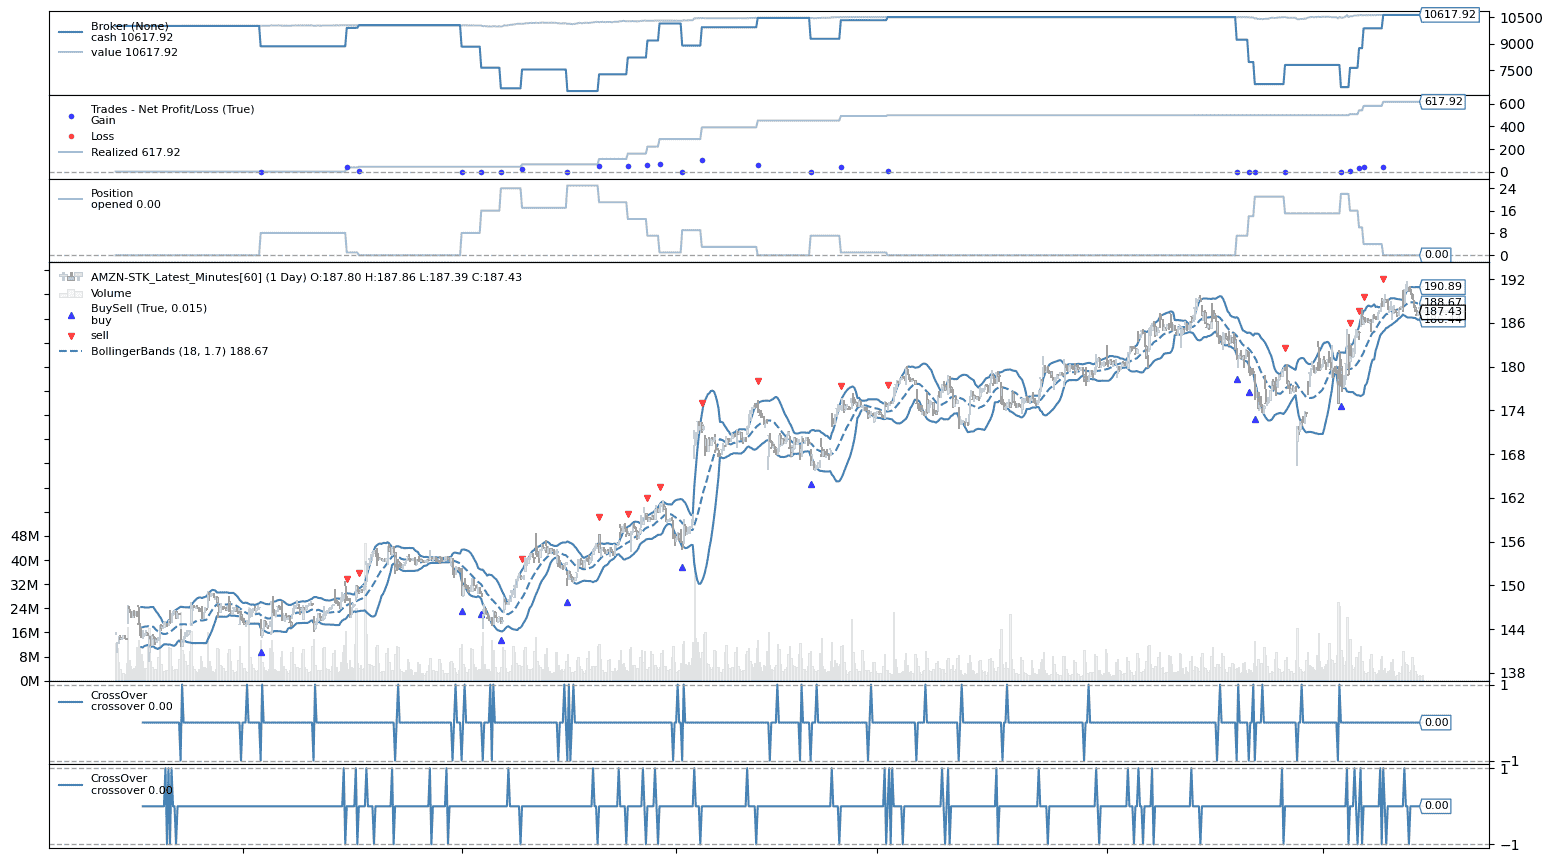 Broker (None)
cash 10617.92
value 10617.92
10617.92
10500
9000
7500
Trades - Net Profit/Loss (True)
Gain
Loss
Realized 617.92
617.92
600
400
200
0
Position
opened 0.00
24
16
8
0
0.00
AMZN-STK_Latest_Minutes[60] (1 Day) O:187.80 H:187.86 L:187.39 C:187.43
Volume
BuySell (True, 0.015)
buy
sell
BollingerBands (18, 1.7) 188.67
190.89
188.67
187.43
192
186
180
174
168
162
156
150
144
138
48M
40M
32M
24M
16M
8M
0M
CrossOver
crossover 0.00
1
0.00
−1
CrossOver
crossover 0.00
1
0.00
−1